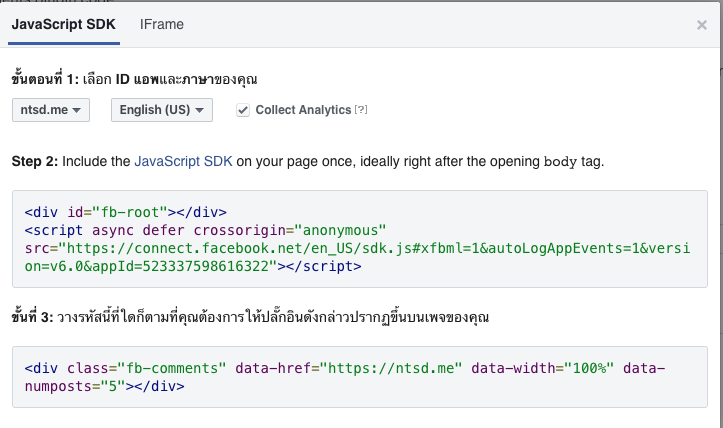 JavaScript SDK IFrame ×
ขั้นตอนที่ 1: เลือก ID แอพและภาษาของคุณ
ntsd.me English (US) Collect Analytics [?]
Step 2: Include the JavaScript SDK on your page once, ideally right after the opening body tag.
<div id="fb-root"></div>
<script async defer crossorigin="anonymous"
src="https://connect.facebook.net/en_US/sdk.js#xfbml=1&autoLogAppEvents=1&versi
on=v6.0&appId=523337598616322"></script>
ขั้นที่ 3: วางรหัสนี้ที่ใดก็ตามที่คุณต้องการให้ปลั๊กอินดังกล่าวปรากฏขึ้นบนเพจของคุณ
<div class="fb-comments" data-href="https://ntsd.me" data-width="100%" data-
numposts="5"></div>